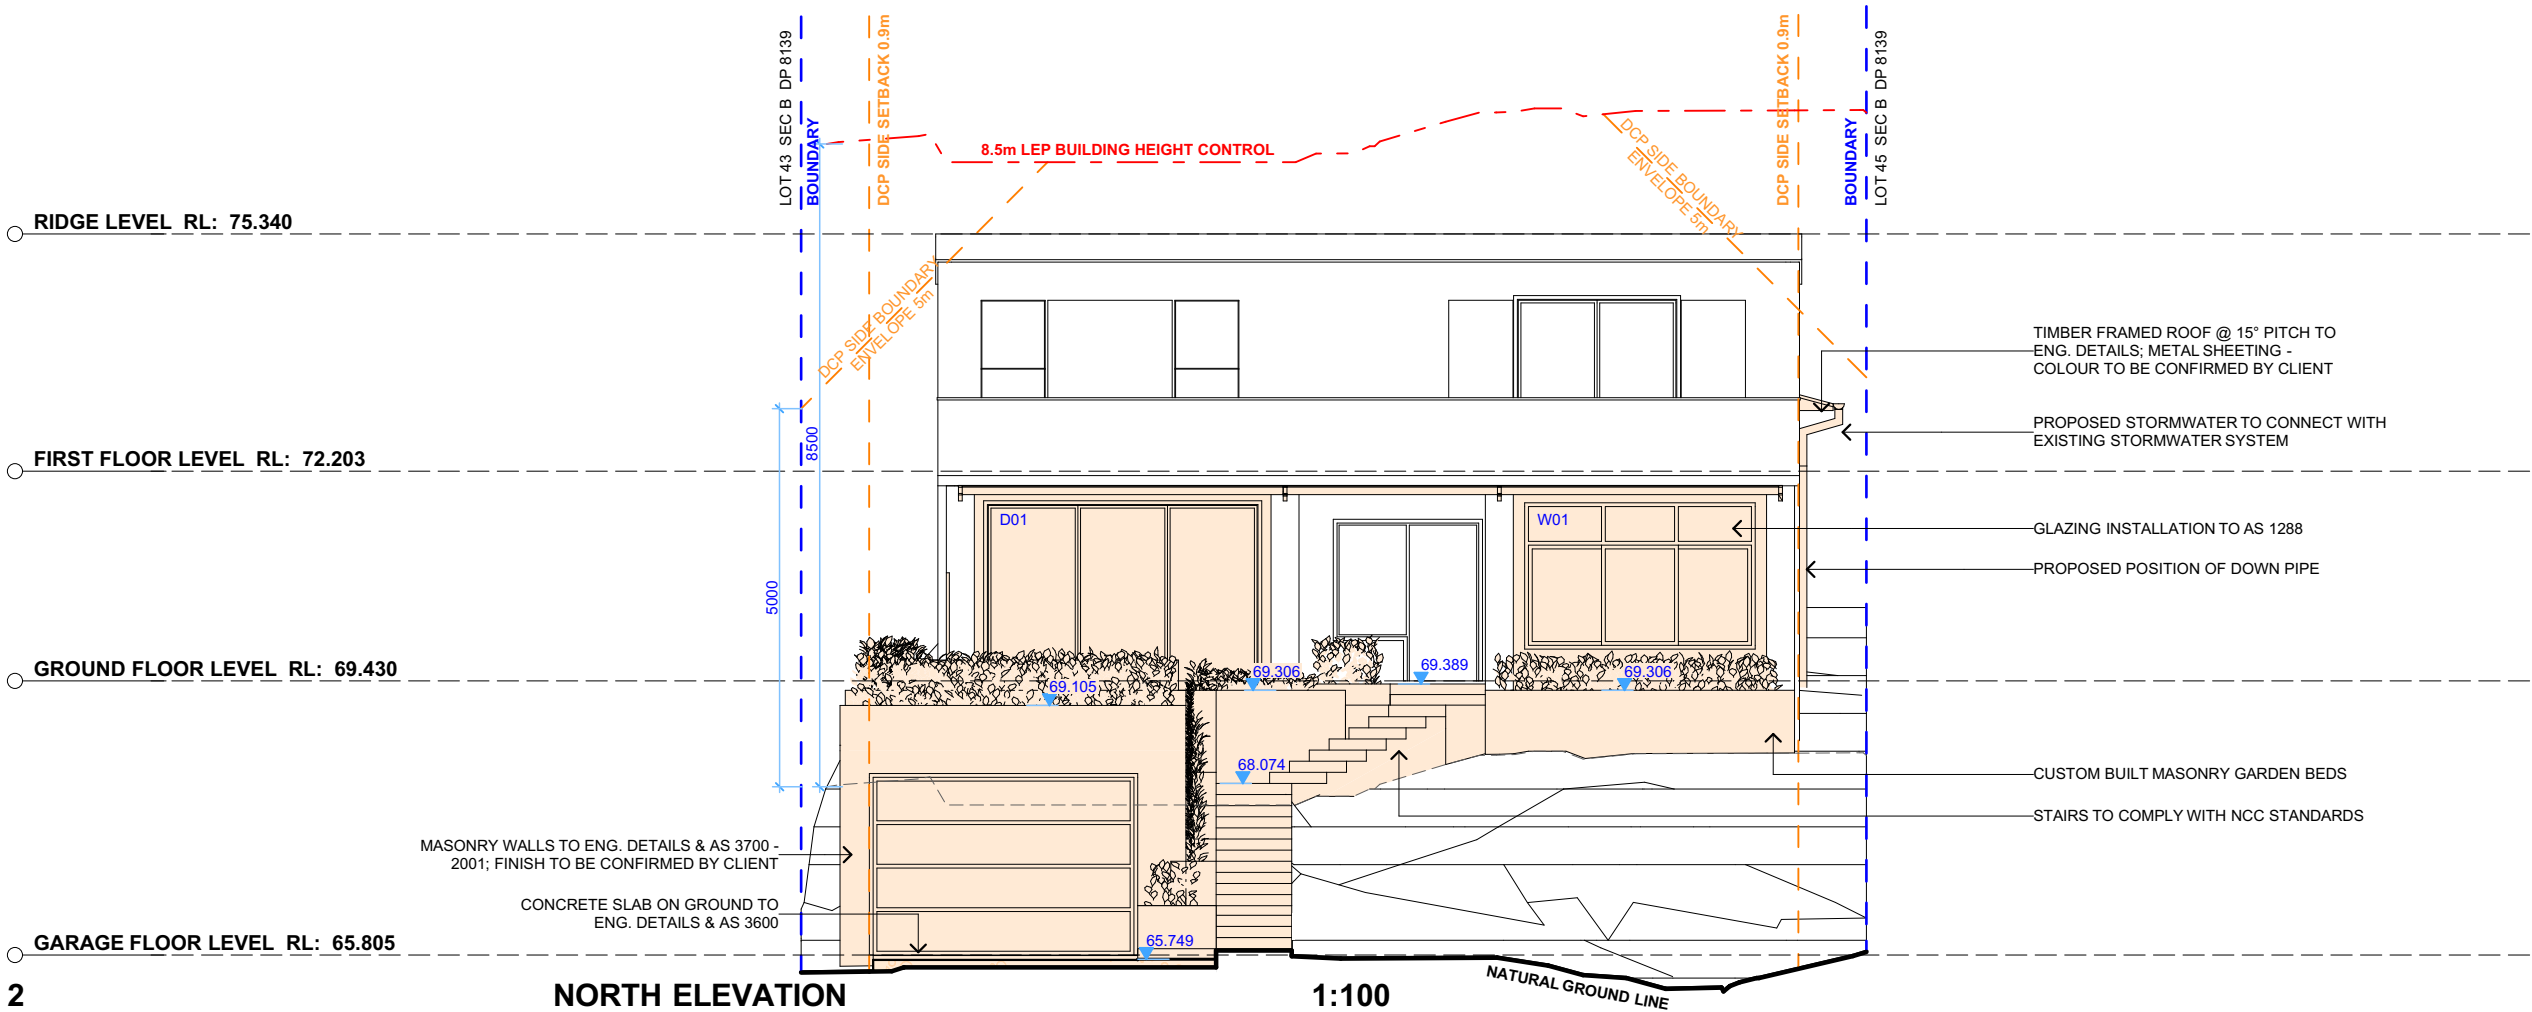 LOT 43 SEC B DP 8139
BOUNDARY
DCP SIDE SETBACK 0.9m
8.5m LEP BUILDING HEIGHT CONTROL
DCP SIDE BOUNDARY
ENVELOPE 5m
DCP SIDE SETBACK 0.9m
BOUNDARY
LOT 45 SEC B DP 8139
RIDGE LEVEL RL: 75.340
DCP SIDE BOUNDARY
ENVELOPE 5m
TIMBER FRAMED ROOF @ 15° PITCH TO
ENG. DETAILS; METAL SHEETING -
COLOUR TO BE CONFIRMED BY CLIENT
PROPOSED STORMWATER TO CONNECT WITH
EXISTING STORMWATER SYSTEM
8500
FIRST FLOOR LEVEL RL: 72.203
D01
W01
GLAZING INSTALLATION TO AS 1288
PROPOSED POSITION OF DOWN PIPE
5000
GROUND FLOOR LEVEL RL: 69.430
69.105
69.306
69.389
69.306
68.074
CUSTOM BUILT MASONRY GARDEN BEDS
STAIRS TO COMPLY WITH NCC STANDARDS
MASONRY WALLS TO ENG. DETAILS & AS 3700 -
2001; FINISH TO BE CONFIRMED BY CLIENT
CONCRETE SLAB ON GROUND TO
ENG. DETAILS & AS 3600
GARAGE FLOOR LEVEL RL: 65.805
65.749
NATURAL GROUND LINE
2
NORTH ELEVATION
1:100